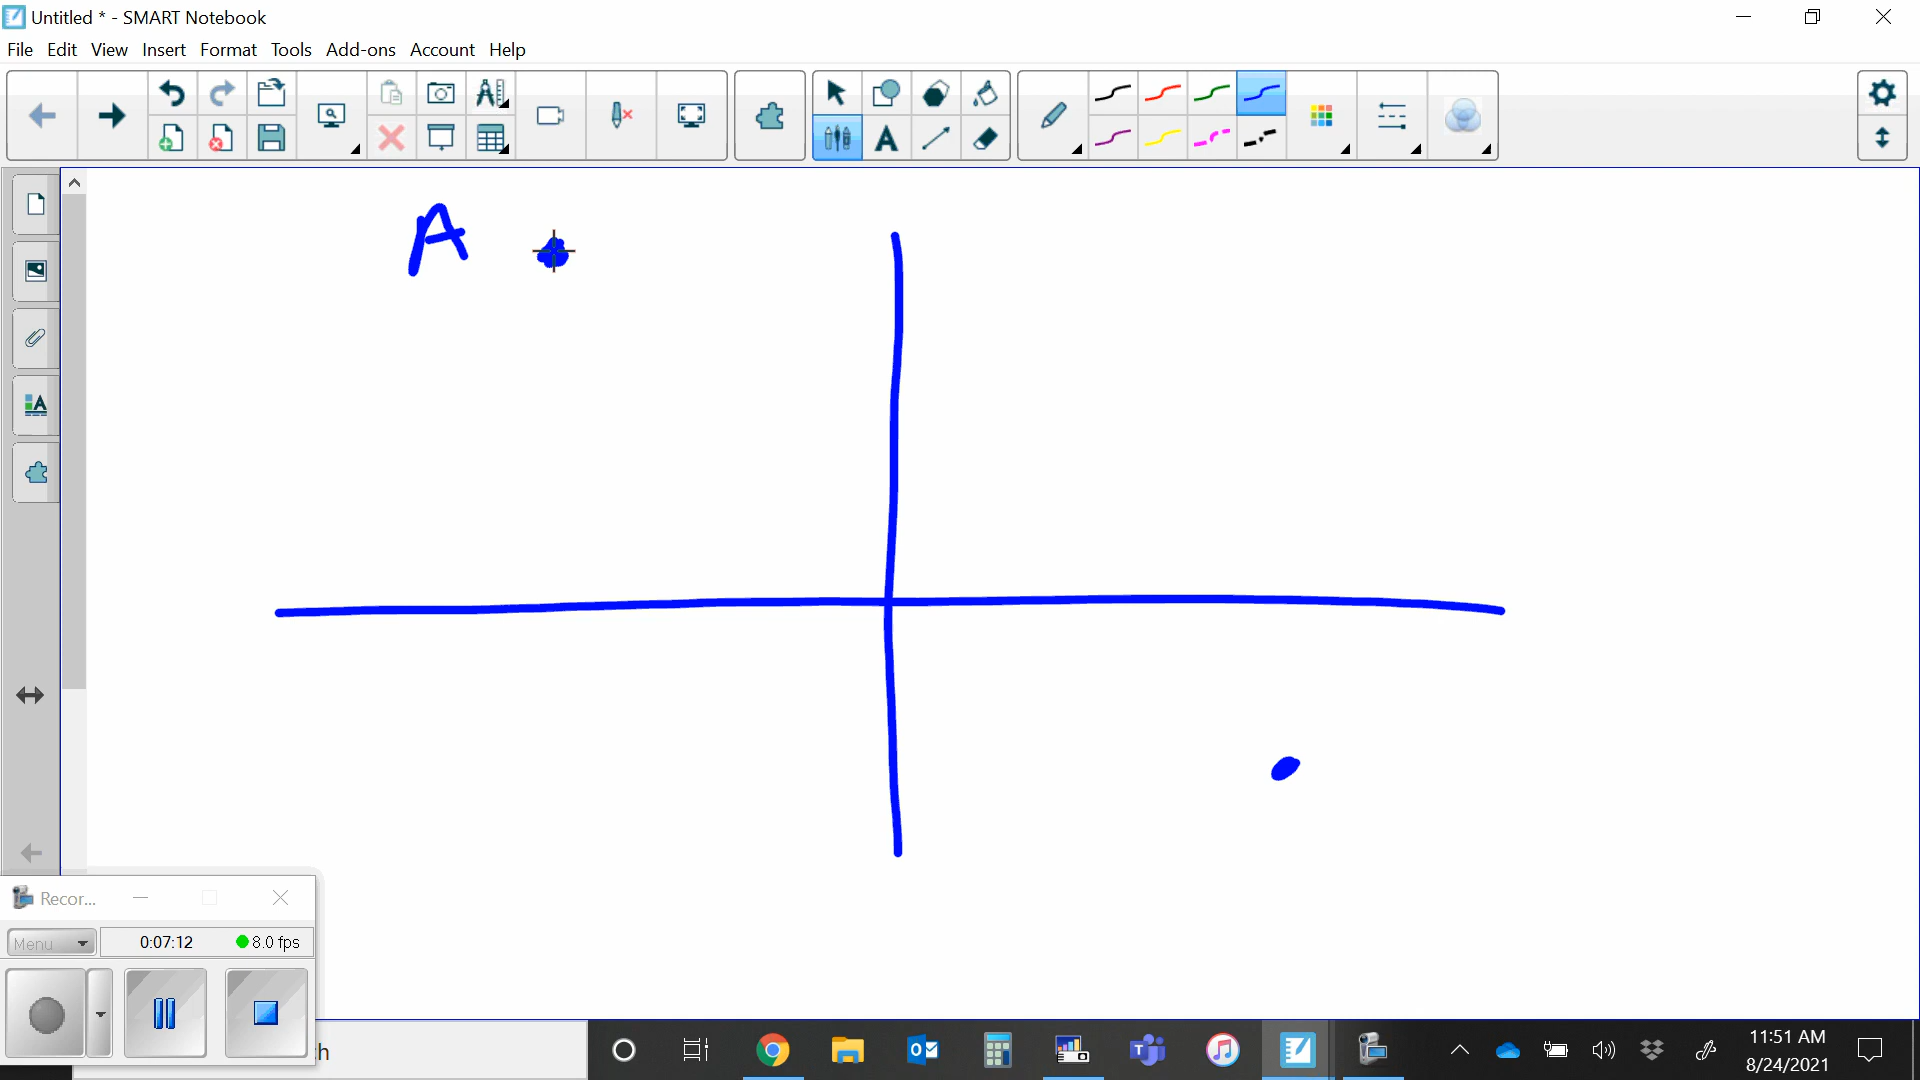 Untitled * - SMART Notebook
File Edit View Insert Format Tools Add-ons Account Help
A
Recor...
Menu 0:07:12 8.0 fps
ch
11:51 AM
8/24/2021